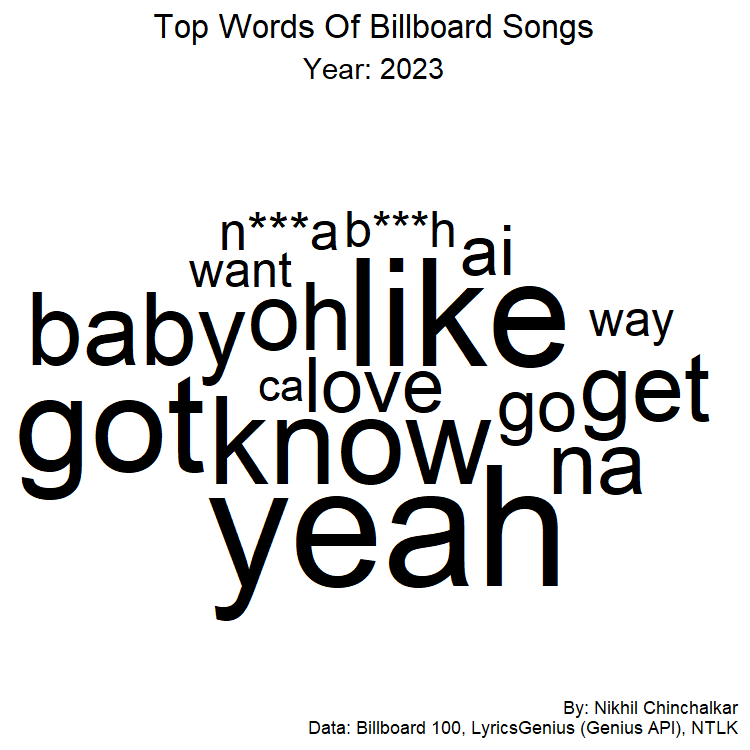 Top Words Of Billboard Songs
Year: 2023
n***a b***h
want ai
baby oh like way
ca love go get
got know na
yeah
By: Nikhil Chinchalkar
Data: Billboard 100, LyricsGenius (Genius API), NTLK